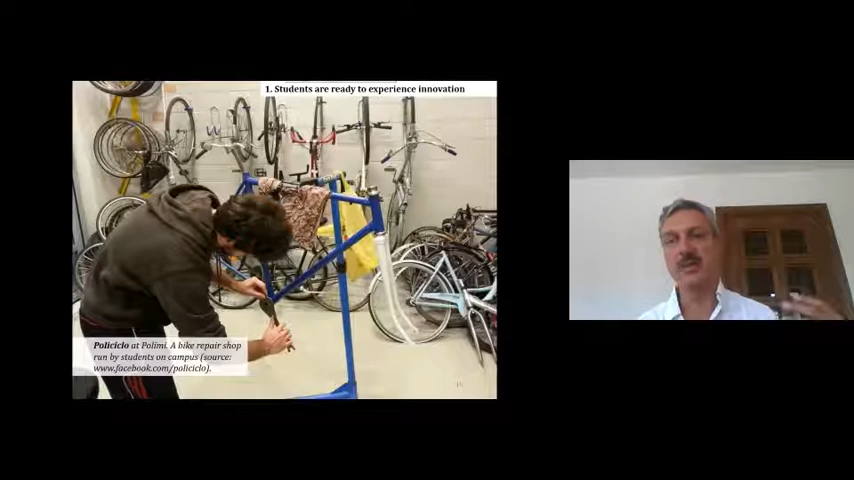 1. Students are ready to experience innovation
Policiclo at Polimi. A bike repair shop
run by students on campus (source:
www.facebook.com/policiclo).